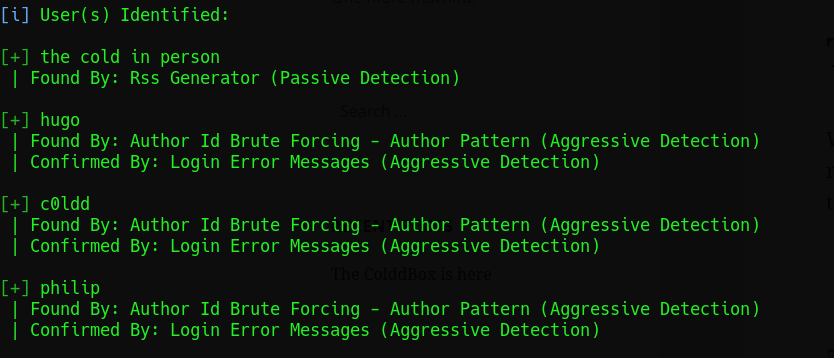 [i] User(s) Identified:
[+] the cold in person
| Found By: Rss Generator (Passive Detection)
Search ...
[+] hugo
| Found By: Author Id Brute Forcing - Author Pattern (Aggressive Detection)
| Confirmed By: Login Error Messages (Aggressive Detection)
[+] c0ldd
| Found By: Author Id Brute Forcing - Author Pattern (Aggressive Detection)
| Confirmed By: Login Error Messages (Aggressive Detection)
The ColddBox is here
[+] philip
| Found By: Author Id Brute Forcing - Author Pattern (Aggressive Detection)
| Confirmed By: Login Error Messages (Aggressive Detection)